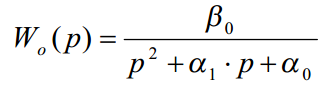 W_o(p) = β_0 / (p^2 + α_1 · p + α_0)